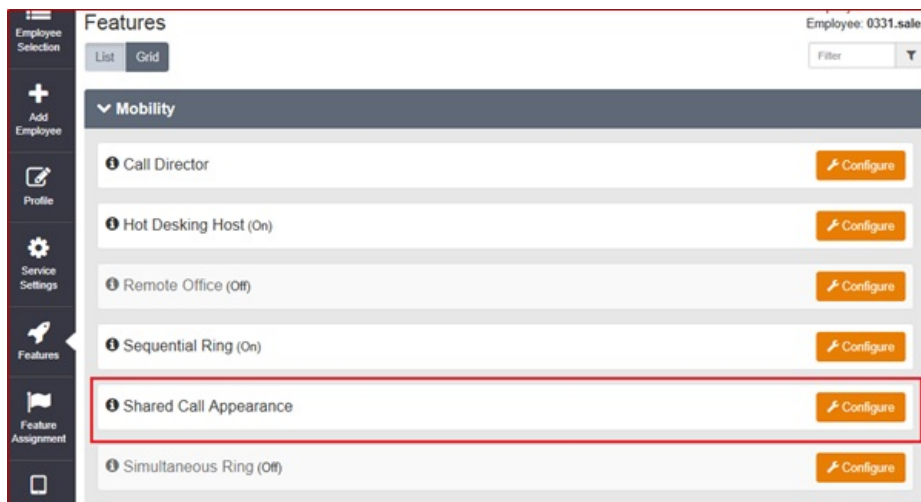 Employee
Selection
Add
Employee
Profile
Service
Settings
Features
Feature
Assignment
Features
Employee: 0331.sale
List Grid
Filter
Mobility
Call Director Configure
Hot Desking Host (On) Configure
Remote Office (Off) Configure
Sequential Ring (On) Configure
Shared Call Appearance Configure
Simultaneous Ring (Off) Configure